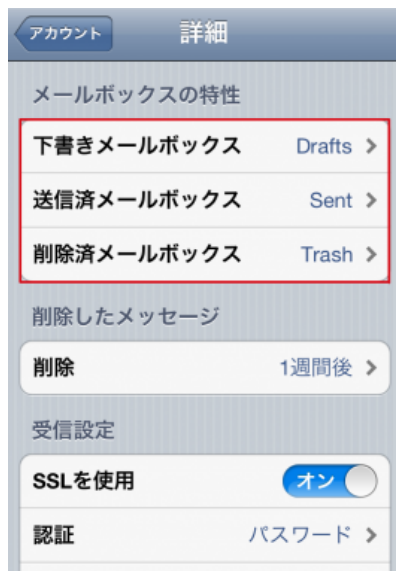 アカウント 詳細
メールボックスの特性
下書きメールボックス Drafts
送信済メールボックス Sent
削除済メールボックス Trash
削除したメッセージ
削除 1週間後
受信設定
SSLを使用 オン
認証 パスワード